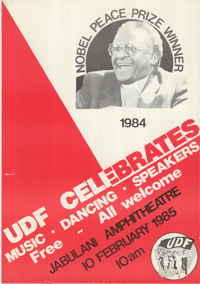 NOBEL PEACE PRIZE WINNER
1984
UDF CELEBRATES
MUSIC · DANCING · SPEAKERS
Free - All welcome
JABULANI AMPHITHEATRE
10 FEBRUARY 1985
10am
UDF